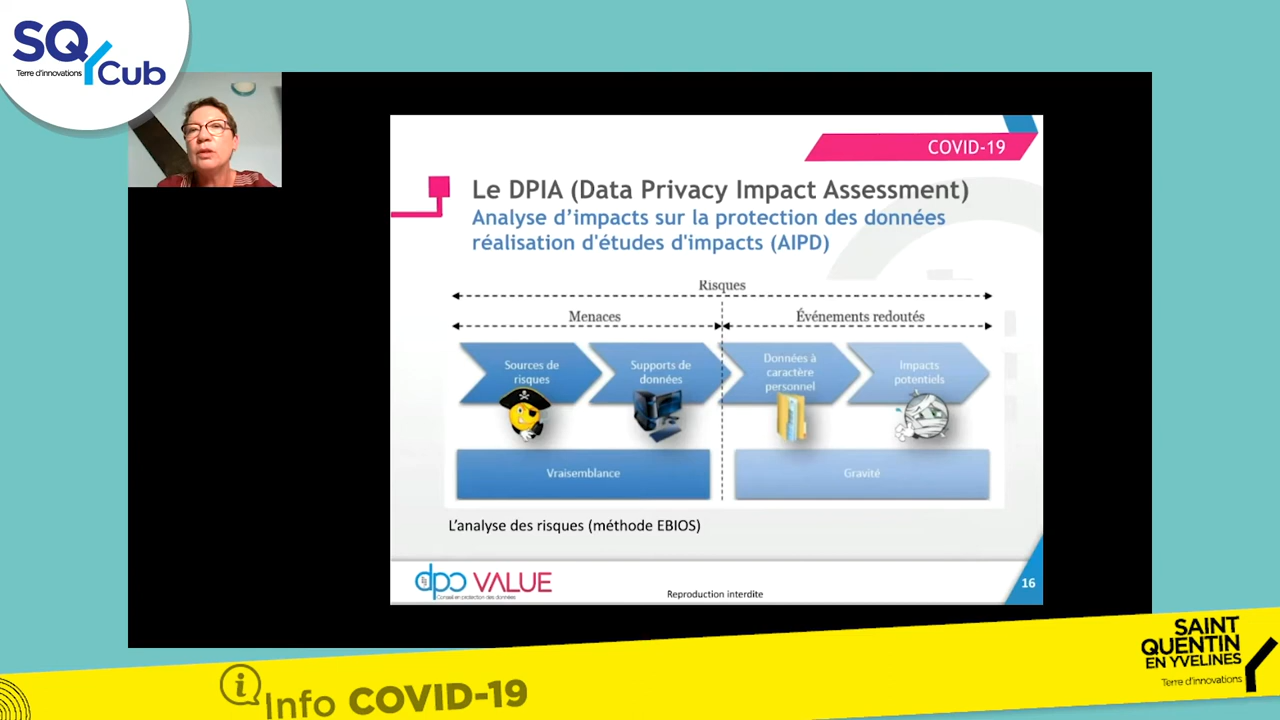 SQY Cub
Terre d'innovations
COVID-19
Le DPIA (Data Privacy Impact Assessment)
Analyse d’impacts sur la protection des données
réalisation d'études d'impacts (AIPD)
Risques
Menaces
Événements redoutés
Sources de
risques
Supports de
données
Données à
caractère
personnel
Impacts
potentiels
Vraisemblance
Gravité
L’analyse des risques (méthode EBIOS)
dpo VALUE
Conseil en protection des données
Reproduction interdite
16
SAINT
QUENTIN
EN YVELINES
Terre d'innovations
i Info COVID-19